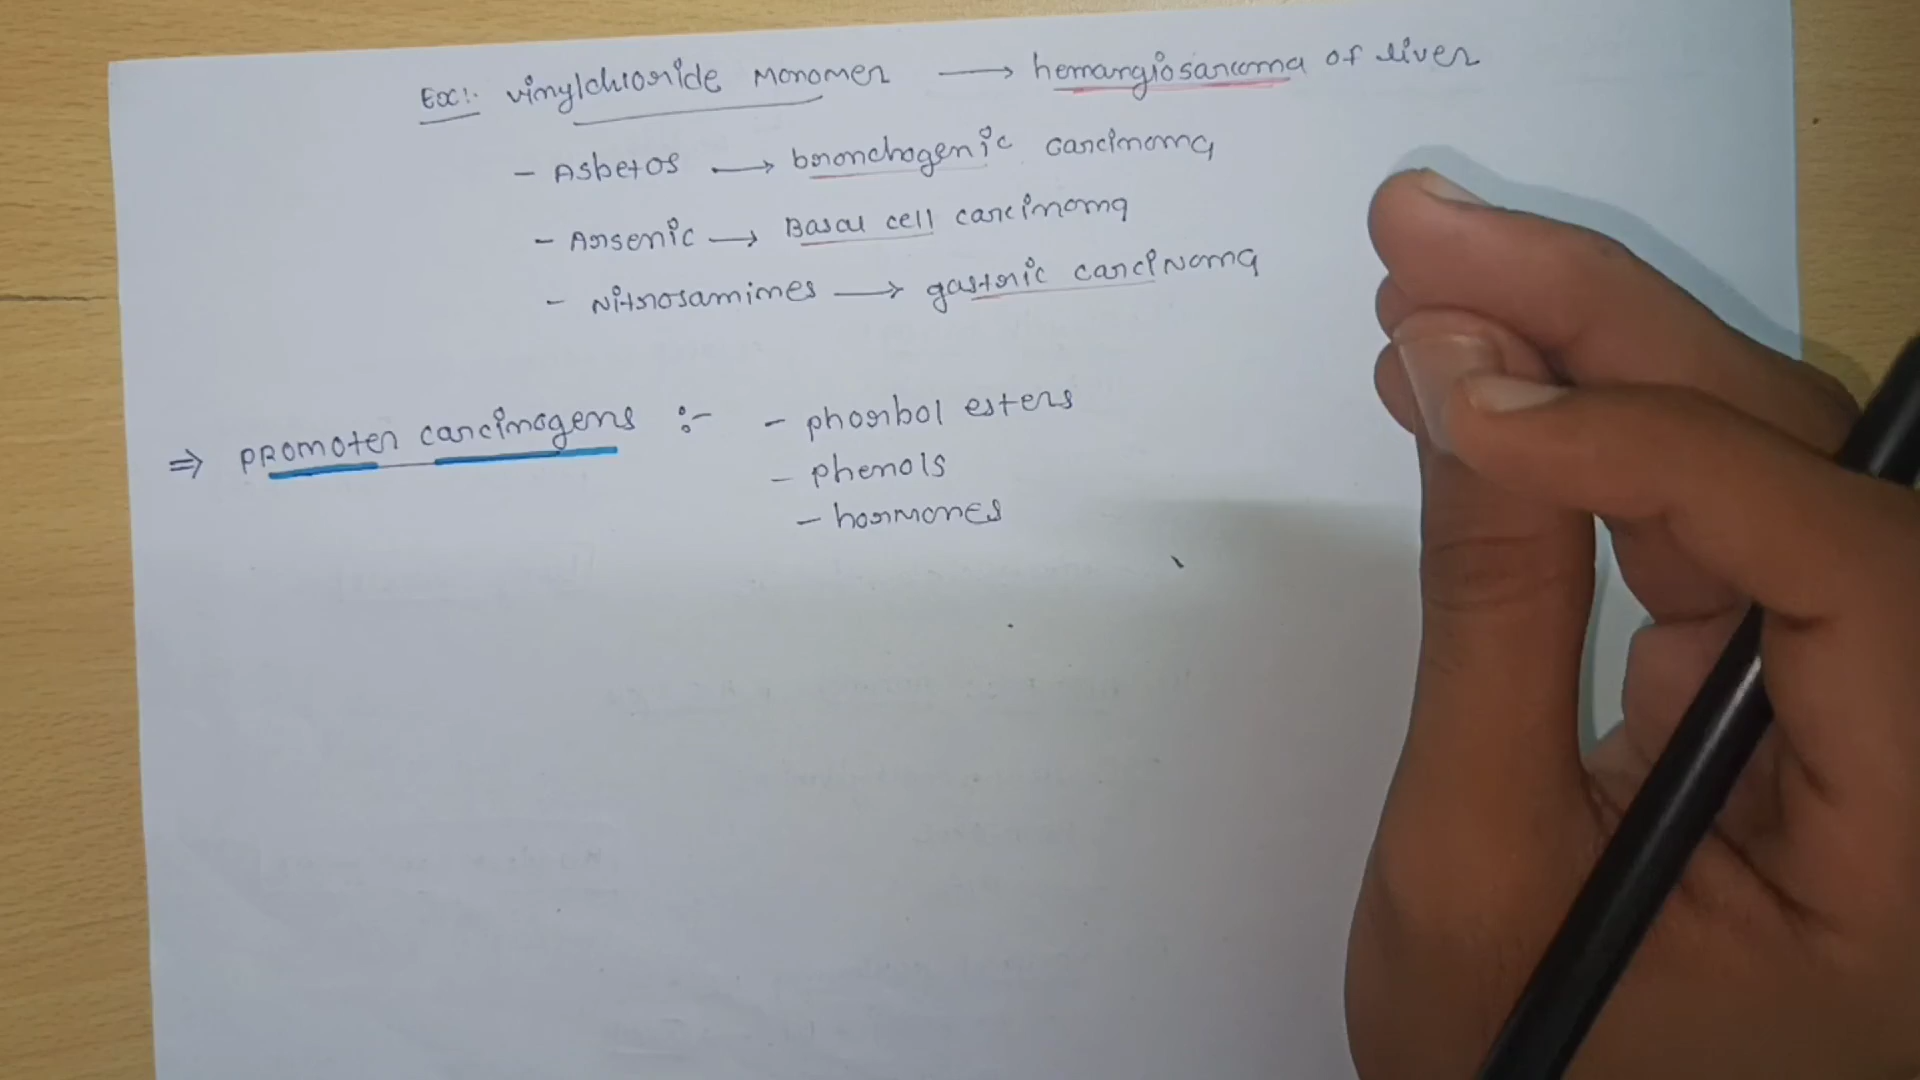 Ex:- vinylchloride monomer → hemangiosarcoma of liver
- Asbetos → bronchogenic carcinoma
- Arsenic → Basal cell carcinoma
- Nitrosamines → gastric carcinoma
⇒ Promoter carcinogens :- - phorbol esters
- phenols
- hormones